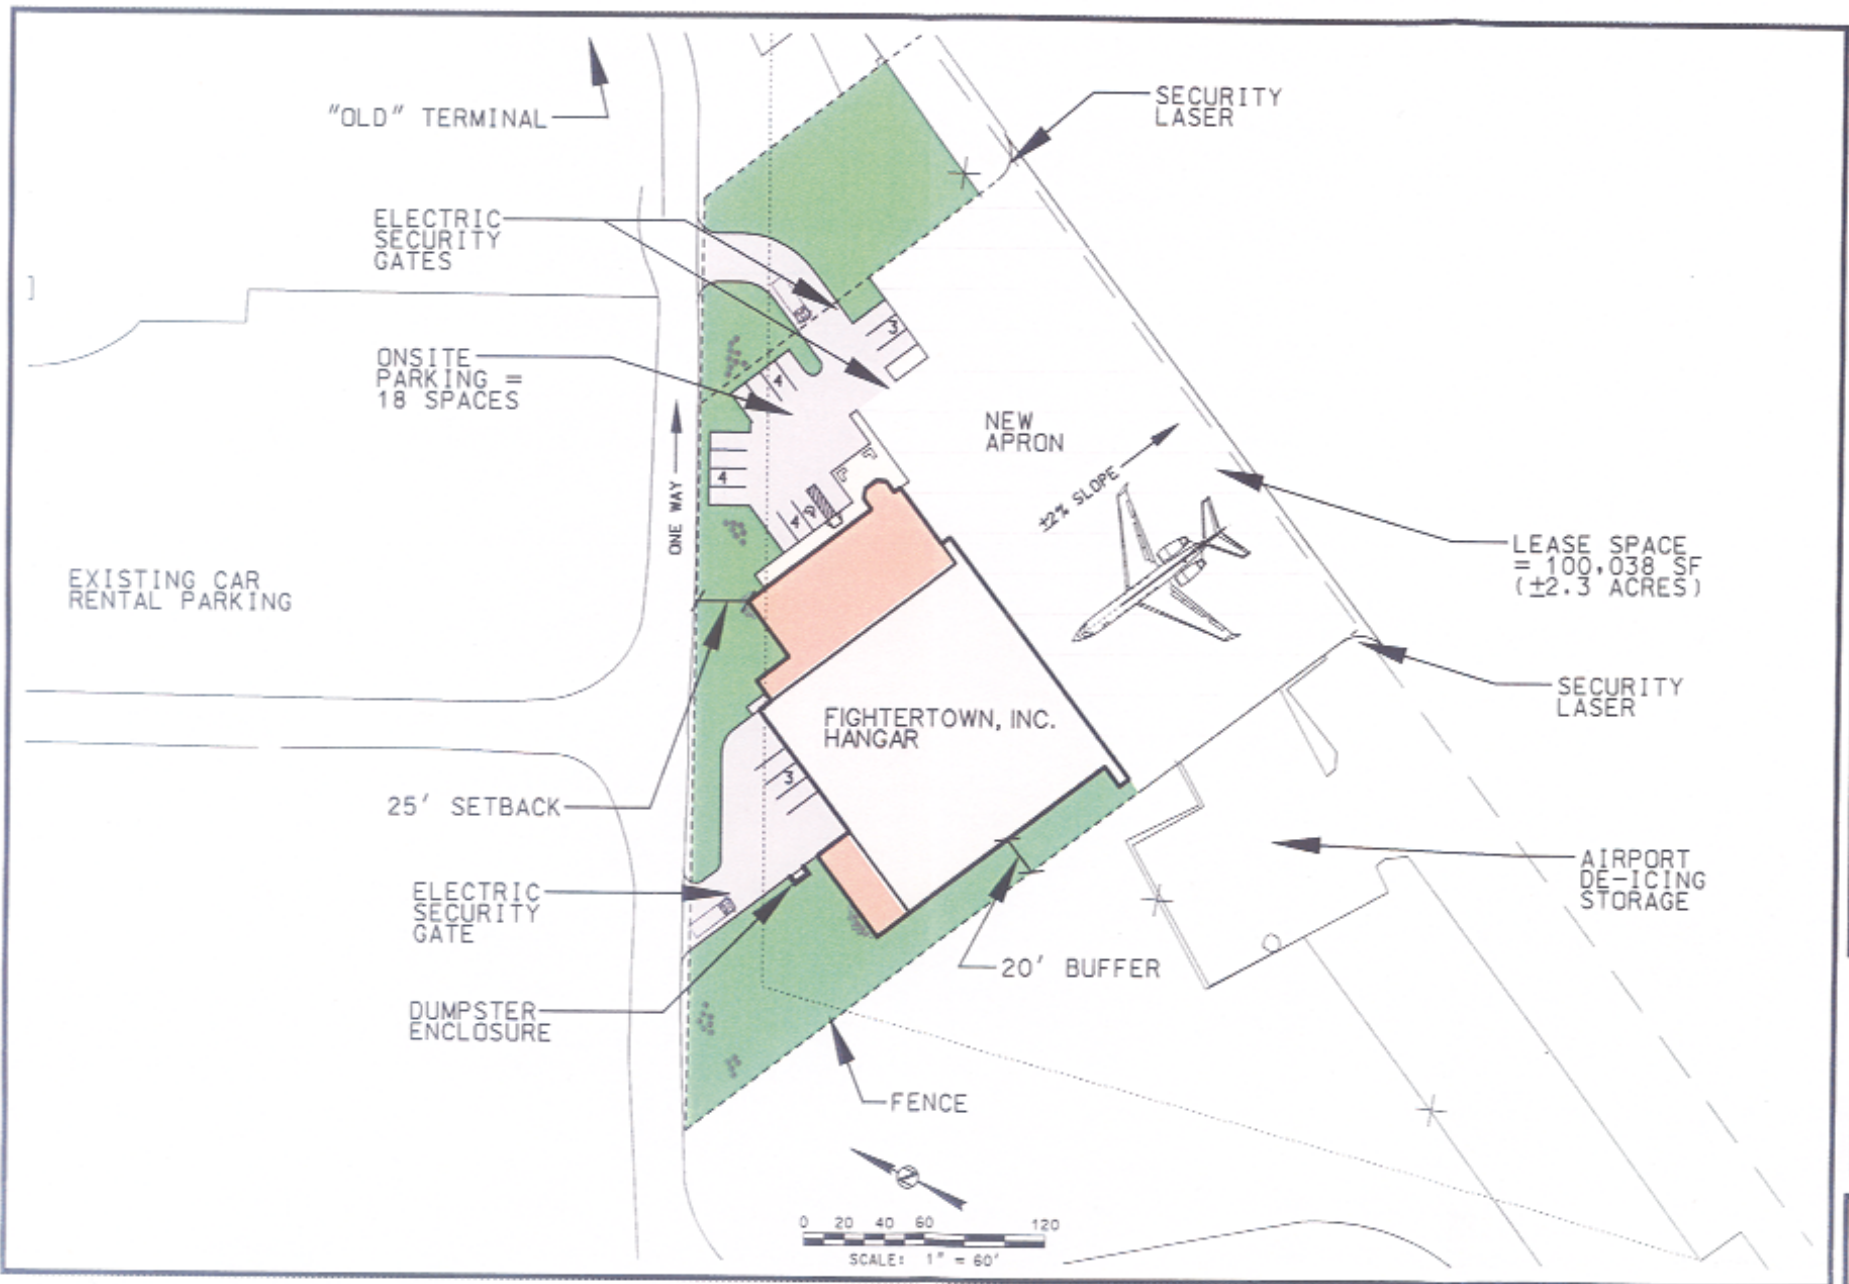 "OLD" TERMINAL
SECURITY
LASER
ELECTRIC
SECURITY
GATES
3
ONSITE
PARKING =
18 SPACES
4
NEW
APRON
4
±2% SLOPE
4
ONE WAY
LEASE SPACE
= 100,038 SF
(±2.3 ACRES)
EXISTING CAR
RENTAL PARKING
SECURITY
LASER
FIGHTERTOWN, INC.
HANGAR
3
25' SETBACK
AIRPORT
DE-ICING
STORAGE
ELECTRIC
SECURITY
GATE
20' BUFFER
DUMPSTER
ENCLOSURE
FENCE
N
0 20 40 60 120
SCALE: 1" = 60'